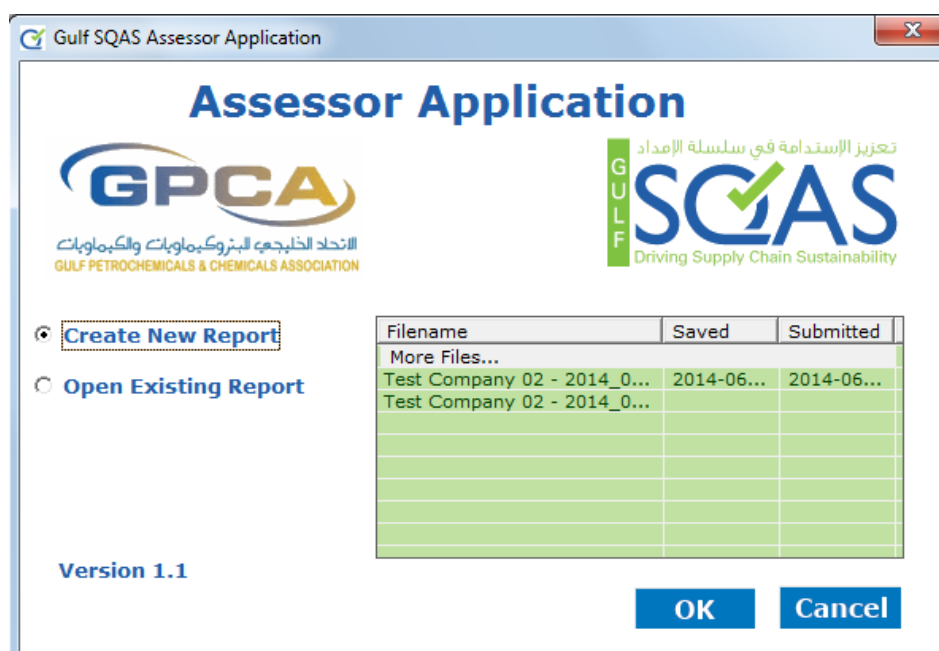 Gulf SQAS Assessor Application
Assessor Application
GPCA
الاتحاد الخليجي للبتروكيماويات والكيماويات
GULF PETROCHEMICALS & CHEMICALS ASSOCIATION
تعزيز الإستدامة في سلسلة الإمداد
GULF
SQAS
Driving Supply Chain Sustainability
Create New Report
Open Existing Report
Filename Saved Submitted
More Files...
Test Company 02 - 2014_0... 2014-06... 2014-06...
Test Company 02 - 2014_0...
Version 1.1
OK Cancel